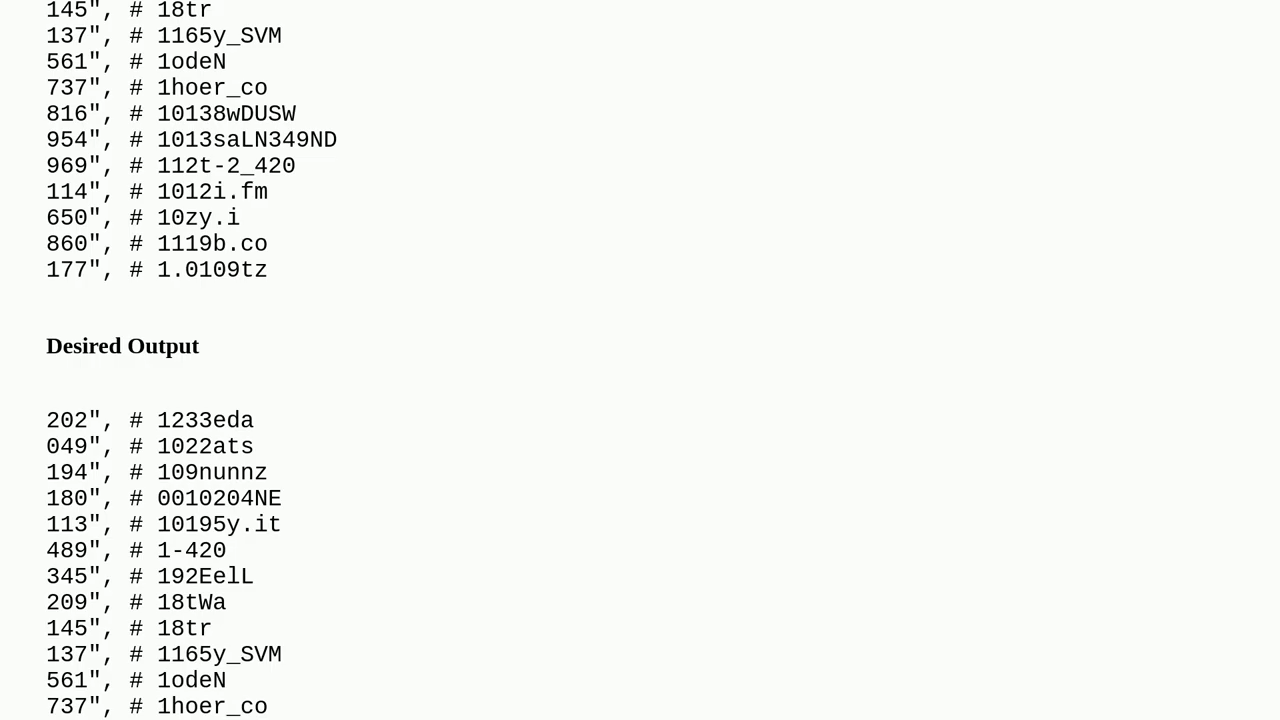 145", # 18tr
137", # 1165y_SVM
561", # 1odeN
737", # 1hoer_co
816", # 10138wDUSW
954", # 1013saLN349ND
969", # 112t-2_420
114", # 1012i.fm
650", # 10zy.i
860", # 1119b.co
177", # 1.0109tz
Desired Output
202", # 1233eda
049", # 1022ats
194", # 109nunnz
180", # 0010204NE
113", # 10195y.it
489", # 1-420
345", # 192EelL
209", # 18tWa
145", # 18tr
137", # 1165y_SVM
561", # 1odeN
737", # 1hoer_co